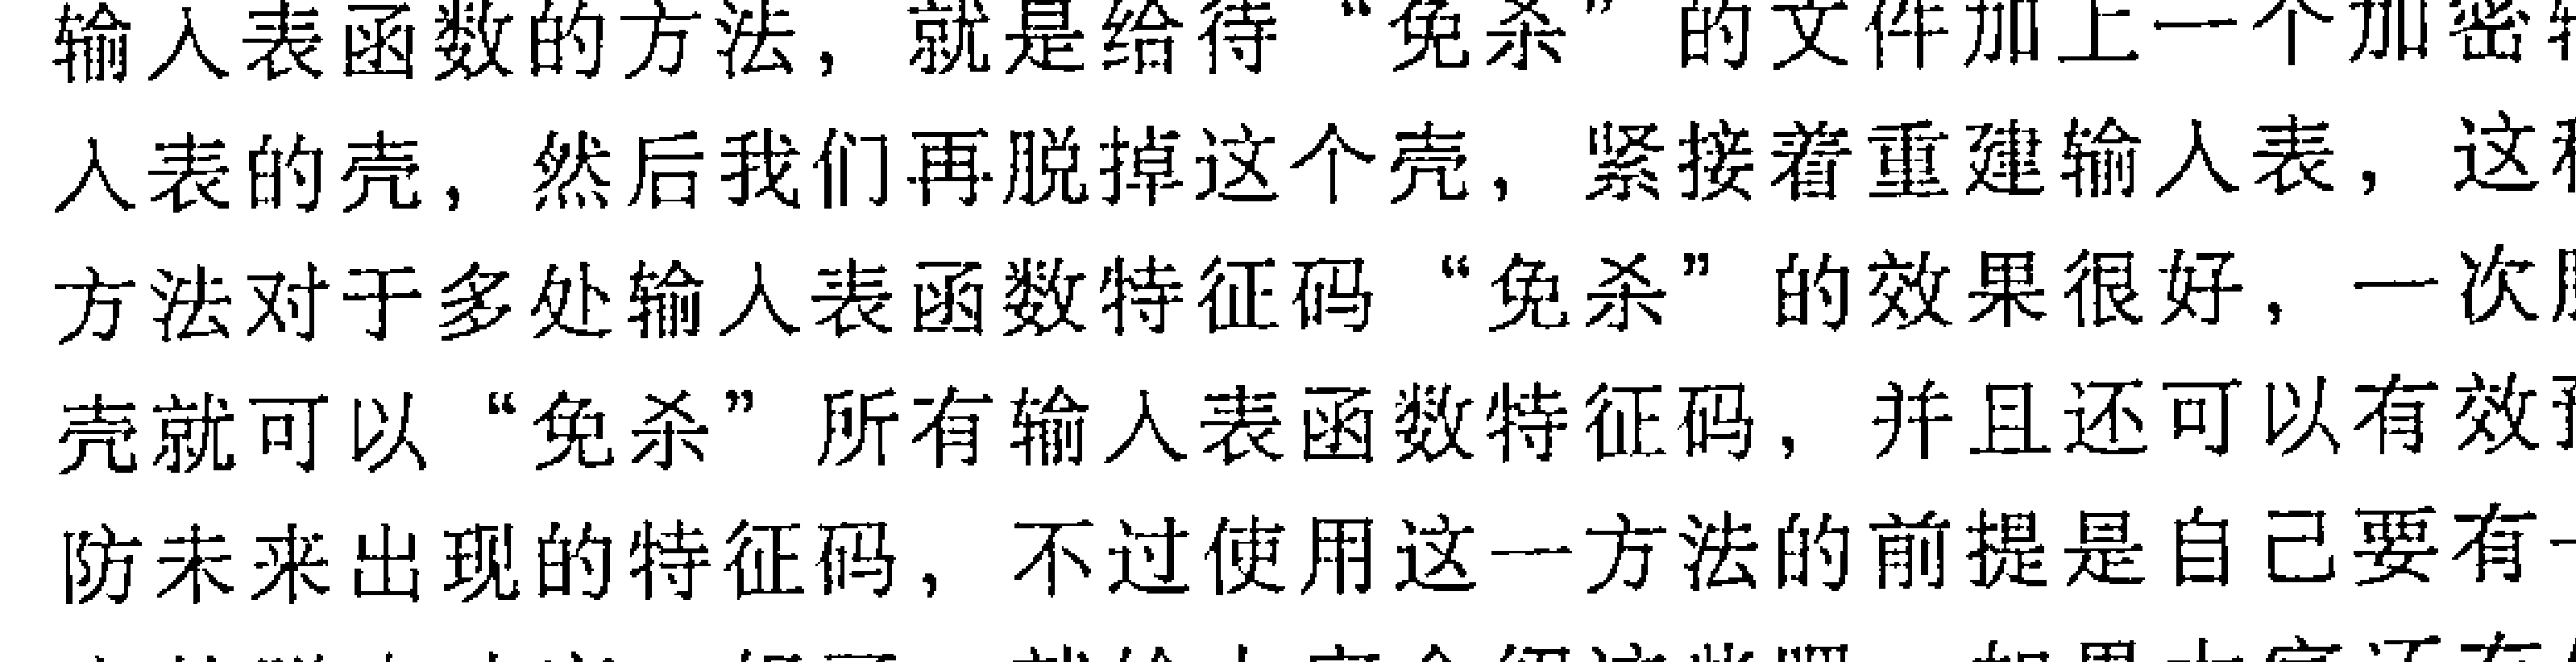 输入表函数的方法，就是给待“免杀”的文件加上一个加密
入表的壳，然后我们再脱掉这个壳，紧接着重建输入表，这
方法对于多处输入表函数特征码“免杀”的效果很好，一次
壳就可以“免杀”所有输入表函数特征码，并且还可以有效
防未来出现的特征码，不过使用这一方法的前提是自己要有